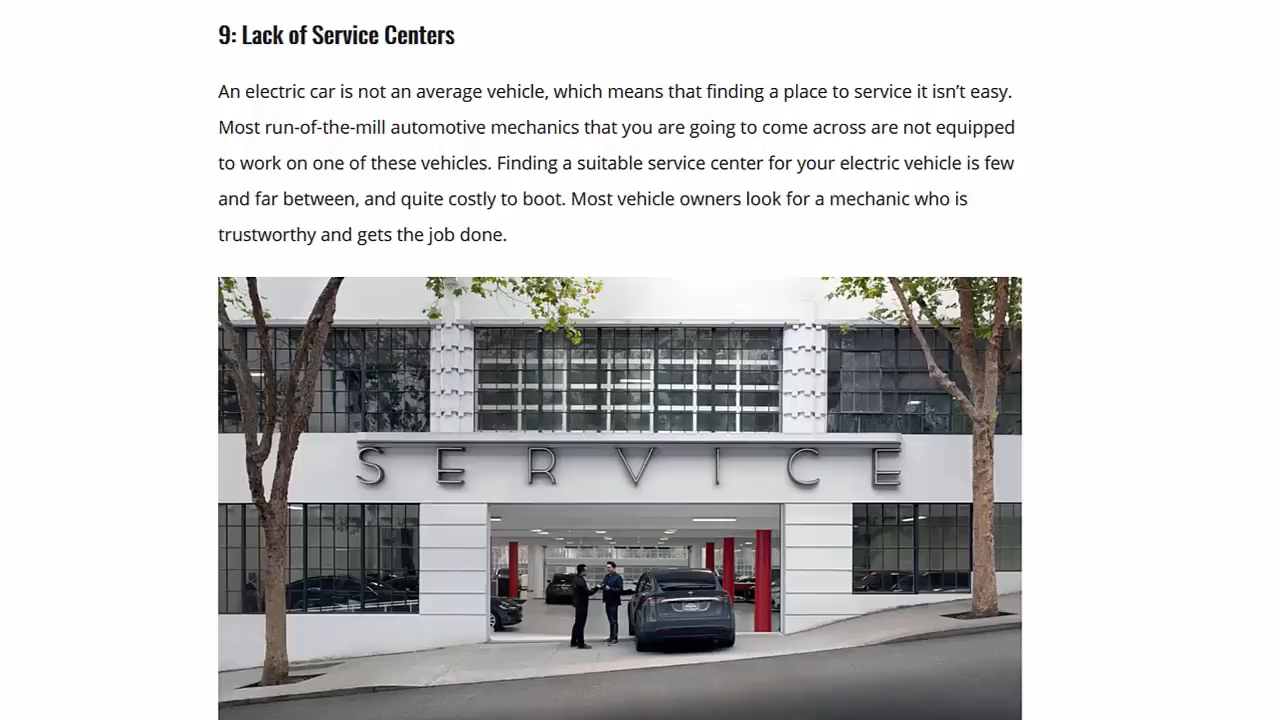 9: Lack of Service Centers
An electric car is not an average vehicle, which means that finding a place to service it isn’t easy.
Most run-of-the-mill automotive mechanics that you are going to come across are not equipped
to work on one of these vehicles. Finding a suitable service center for your electric vehicle is few
and far between, and quite costly to boot. Most vehicle owners look for a mechanic who is
trustworthy and gets the job done.
SERVICE